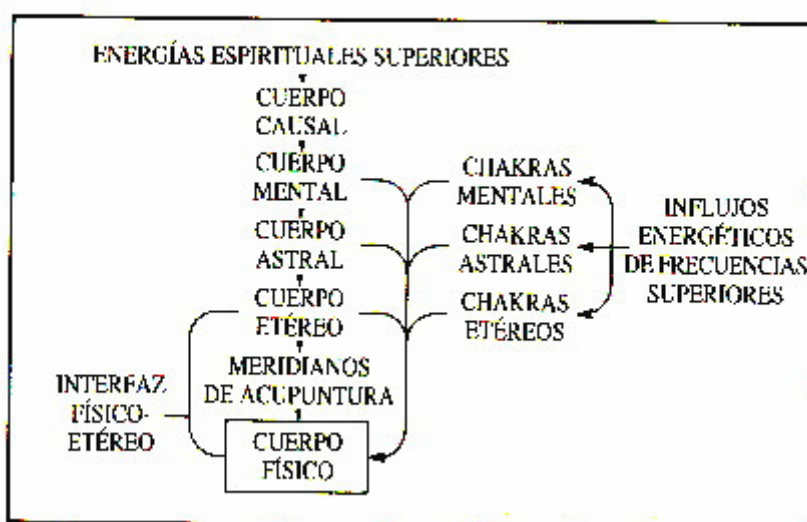 ENERGÍAS ESPIRITUALES SUPERIORES
CUERPO
CAUSAL
CUERPO
MENTAL
CUERPO
ASTRAL
CUERPO
ETÉREO
MERIDIANOS
DE ACUPUNTURA
CUERPO
FÍSICO
INTERFAZ
FÍSICO-
ETÉREO
CHAKRAS
MENTALES
CHAKRAS
ASTRALES
CHAKRAS
ETÉREOS
INFLUJOS
ENERGÉTICOS
DE FRECUENCIAS
SUPERIORES